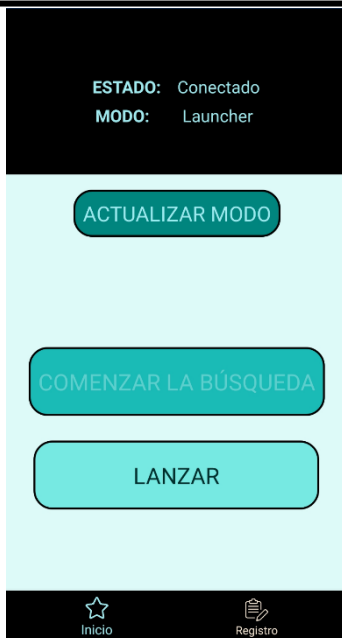 ESTADO: Conectado
MODO: Launcher
ACTUALIZAR MODO
COMENZAR LA BÚSQUEDA
LANZAR
Inicio Registro